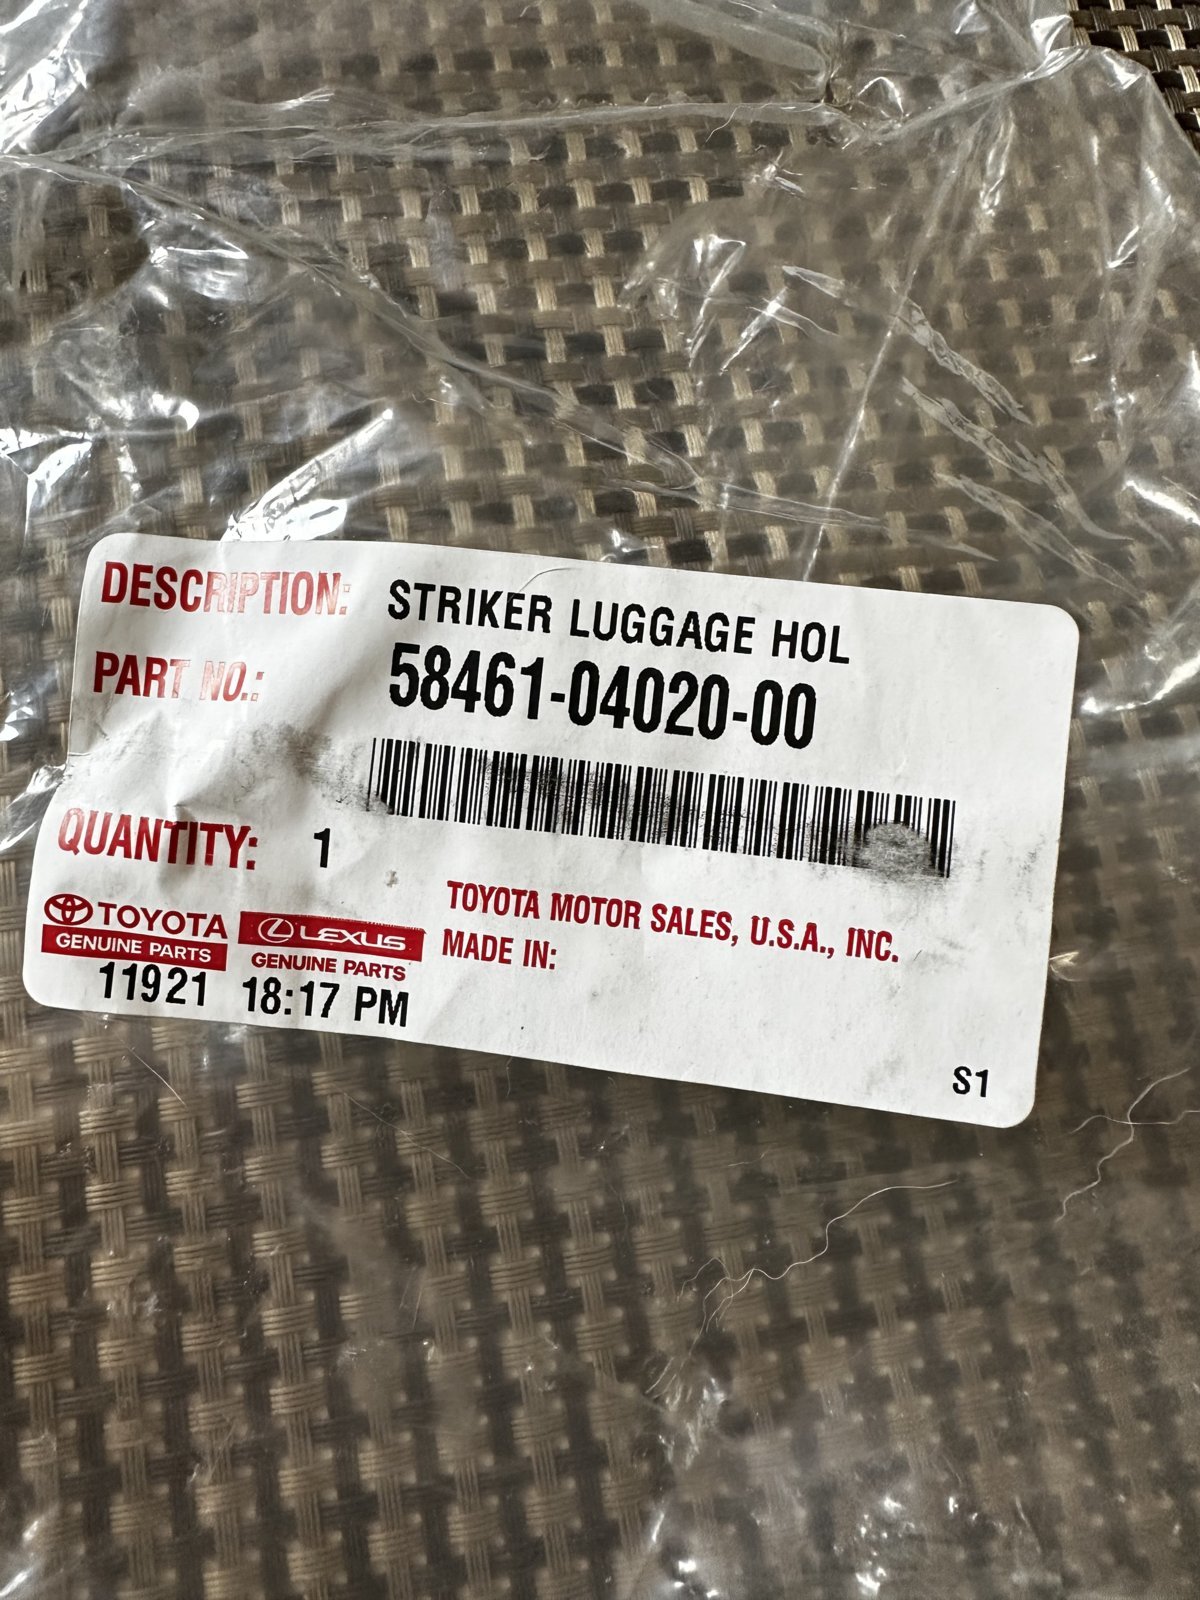 DESCRIPTION: STRIKER LUGGAGE HOL
PART NO.: 58461-04020-00
QUANTITY: 1
TOYOTA
GENUINE PARTS
LEXUS
GENUINE PARTS
TOYOTA MOTOR SALES, U.S.A., INC.
MADE IN:
11921 18:17 PM
S1